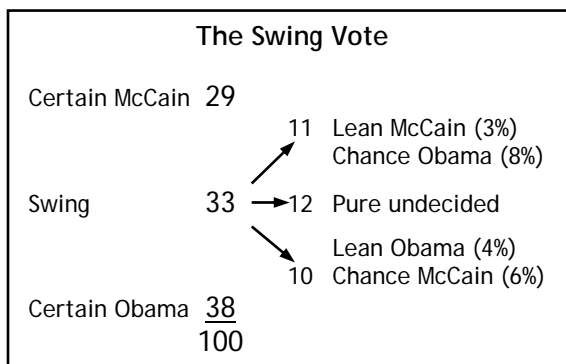 The Swing Vote
Certain McCain 29
11 Lean McCain (3%)
Chance Obama (8%)
Swing 33 12 Pure undecided
Lean Obama (4%)
10 Chance McCain (6%)
Certain Obama 38
100